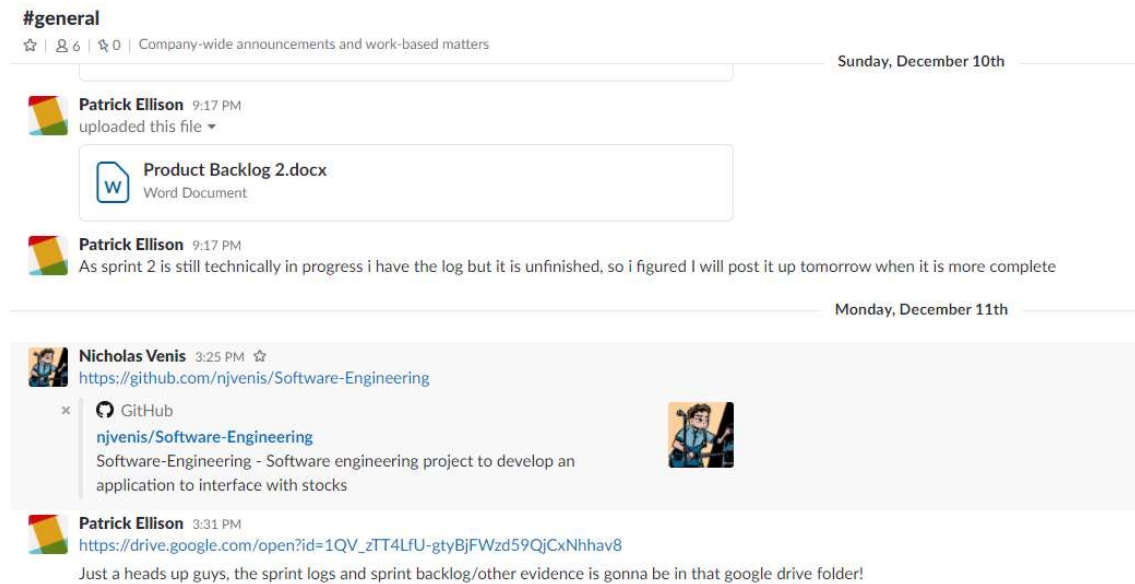 #general
6 | 0 | Company-wide announcements and work-based matters
Sunday, December 10th
Patrick Ellison 9:17 PM
uploaded this file
Product Backlog 2.docx
W
Word Document
Patrick Ellison 9:17 PM
As sprint 2 is still technically in progress i have the log but it is unfinished, so i figured I will post it up tomorrow when it is more complete
Monday, December 11th
Nicholas Venis 3:25 PM
https://github.com/njvenis/Software-Engineering
GitHub
njvenis/Software-Engineering
Software-Engineering - Software engineering project to develop an
application to interface with stocks
Patrick Ellison 3:31 PM
https://drive.google.com/open?id=1QV_zTT4LfU-gtyBjFWzd59QjCxNhhav8
Just a heads up guys, the sprint logs and sprint backlog/other evidence is gonna be in that google drive folder!